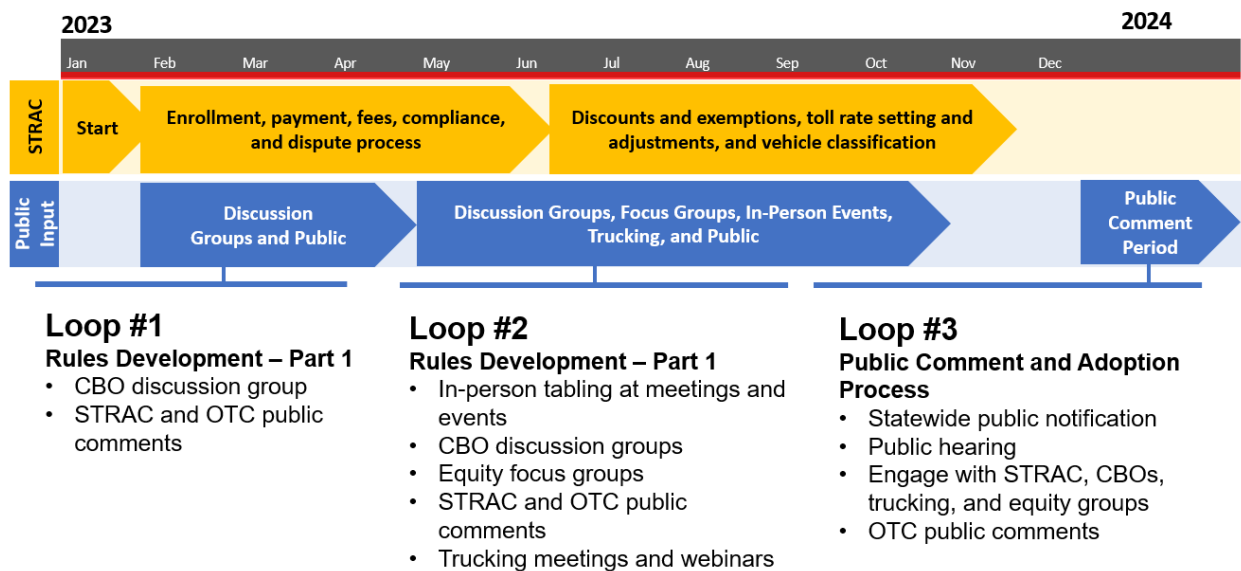 2023
2024
Jan Feb Mar Apr May Jun Jul Aug Sep Oct Nov Dec
STRAC
Start
Enrollment, payment, fees, compliance,
and dispute process
Discounts and exemptions, toll rate setting and
adjustments, and vehicle classification
Public
Input
Discussion
Groups and Public
Discussion Groups, Focus Groups, In-Person Events,
Trucking, and Public
Public
Comment
Period
Loop #1
Rules Development – Part 1
• CBO discussion group
• STRAC and OTC public
comments
Loop #2
Rules Development – Part 1
• In-person tabling at meetings and
events
• CBO discussion groups
• Equity focus groups
• STRAC and OTC public
comments
• Trucking meetings and webinars
Loop #3
Public Comment and Adoption
Process
• Statewide public notification
• Public hearing
• Engage with STRAC, CBOs,
trucking, and equity groups
• OTC public comments